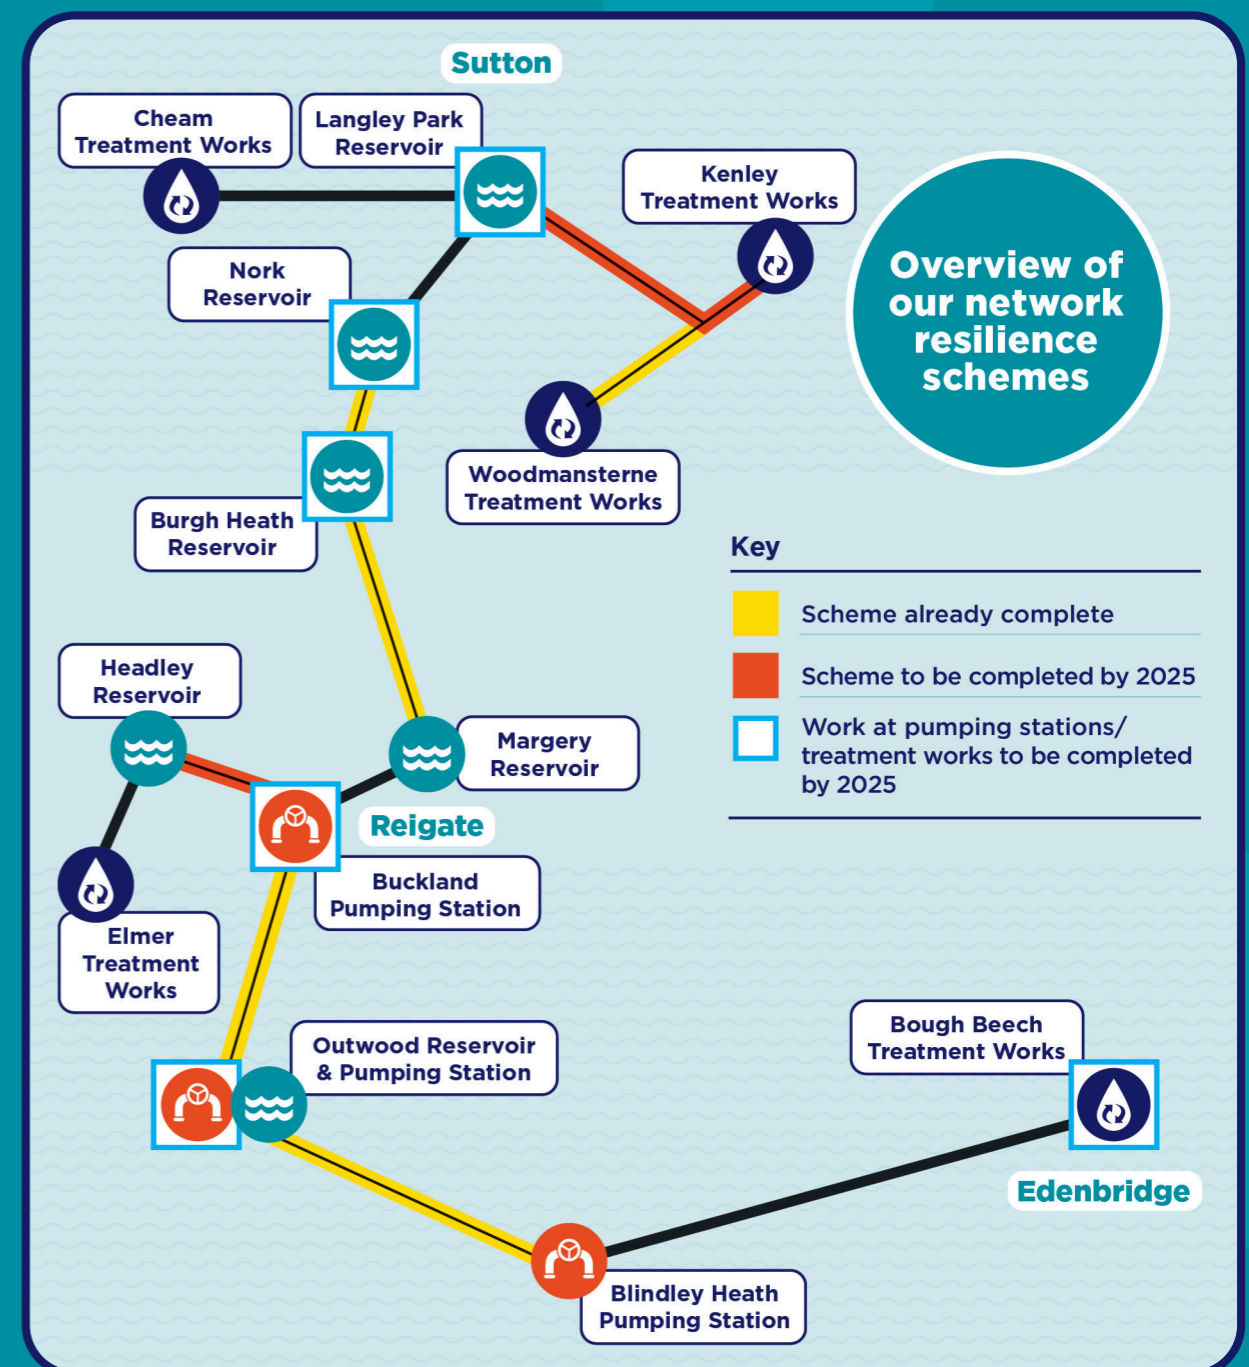 Sutton
Cheam
Treatment Works
Langley Park
Reservoir
Kenley
Treatment Works
Overview of
our network
resilience
schemes
Nork
Reservoir
Woodmansterne
Treatment Works
Burgh Heath
Reservoir
Key
Scheme already complete
Scheme to be completed by 2025
Work at pumping stations/
treatment works to be completed
by 2025
Headley
Reservoir
Margery
Reservoir
Reigate
Buckland
Pumping Station
Elmer
Treatment
Works
Outwood Reservoir
& Pumping Station
Bough Beech
Treatment Works
Edenbridge
Blindley Heath
Pumping Station